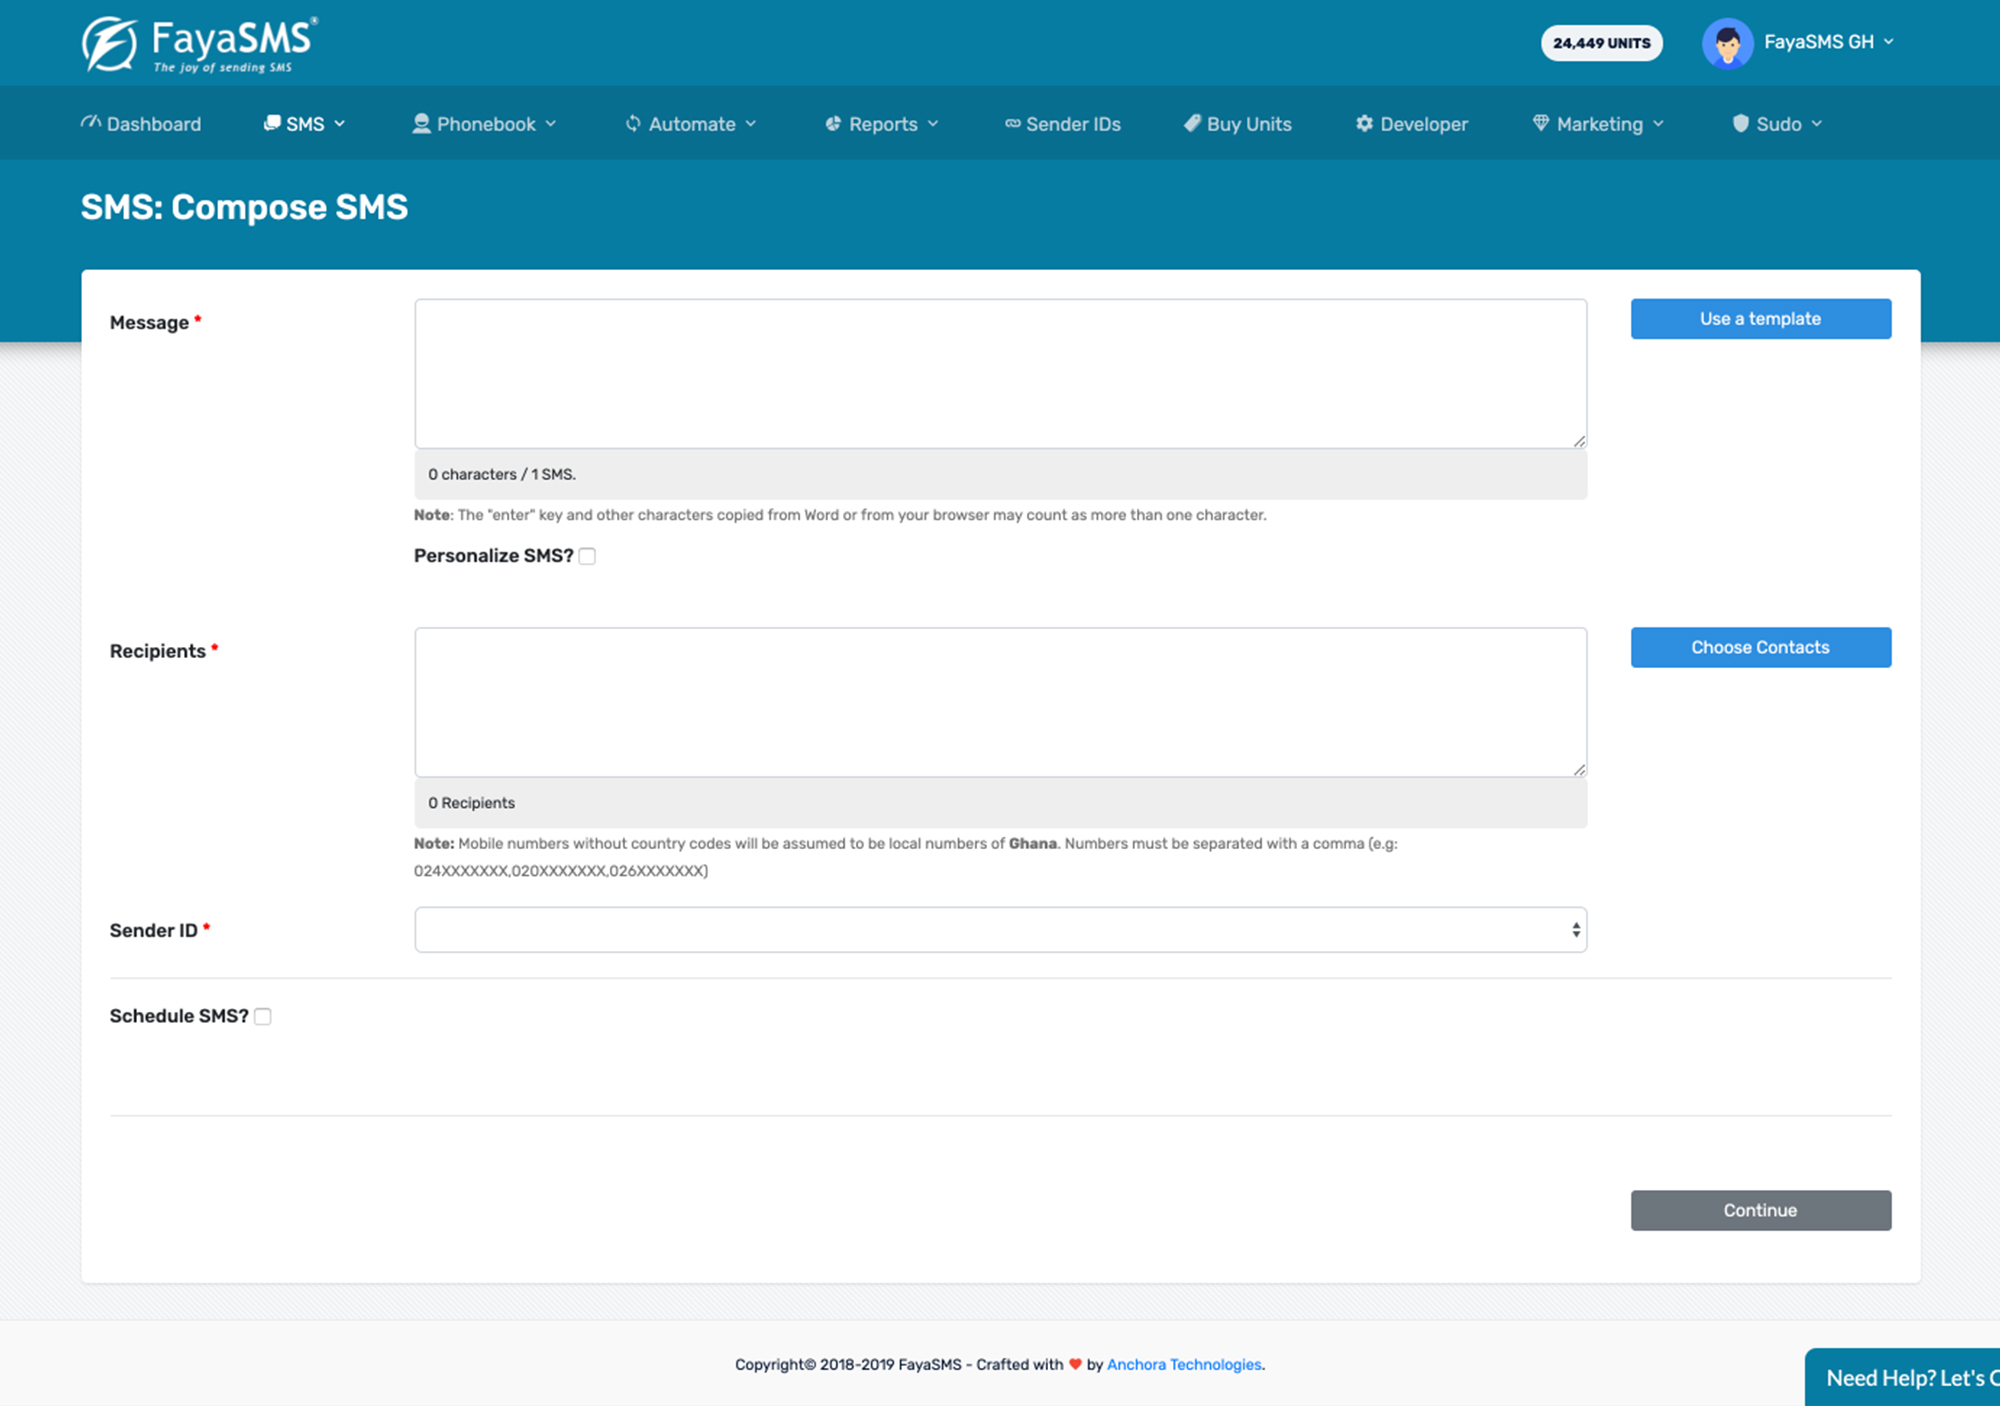 FayaSMS®
The joy of sending SMS
24,449 UNITS
FayaSMS GH
Dashboard
SMS
Phonebook
Automate
Reports
Sender IDs
Buy Units
Developer
Marketing
Sudo
SMS: Compose SMS
Message *
Use a template
0 characters / 1 SMS.
Note: The "enter" key and other characters copied from Word or from your browser may count as more than one character.
Personalize SMS?
Recipients *
Choose Contacts
0 Recipients
Note: Mobile numbers without country codes will be assumed to be local numbers of Ghana. Numbers must be separated with a comma (e.g:
024XXXXXXX,020XXXXXXX,026XXXXXXX)
Sender ID *
Schedule SMS?
Continue
Copyright© 2018-2019 FayaSMS - Crafted with ❤ by Anchora Technologies.
Need Help? Let's